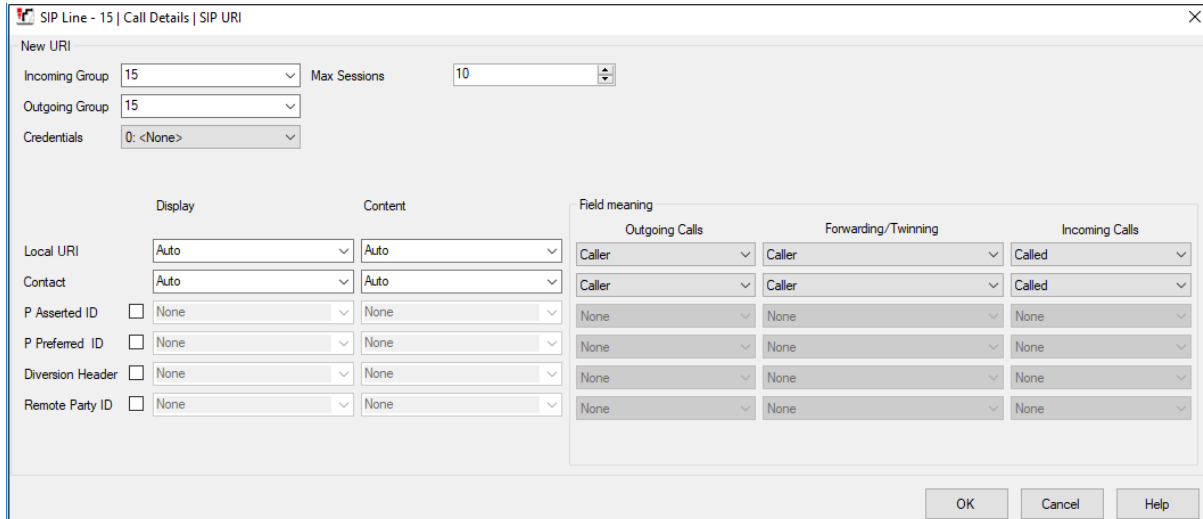 SIP Line - 15 | Call Details | SIP URI
New URI
Incoming Group 15 Max Sessions 10
Outgoing Group 15
Credentials 0: <None>
Display Content Field meaning
Outgoing Calls Forwarding/Twinning Incoming Calls
Local URI Auto Auto Caller Caller Called
Contact Auto Auto Caller Caller Called
P Asserted ID None None None None None
P Preferred ID None None None None None
Diversion Header None None None None None
Remote Party ID None None None None None
OK Cancel Help